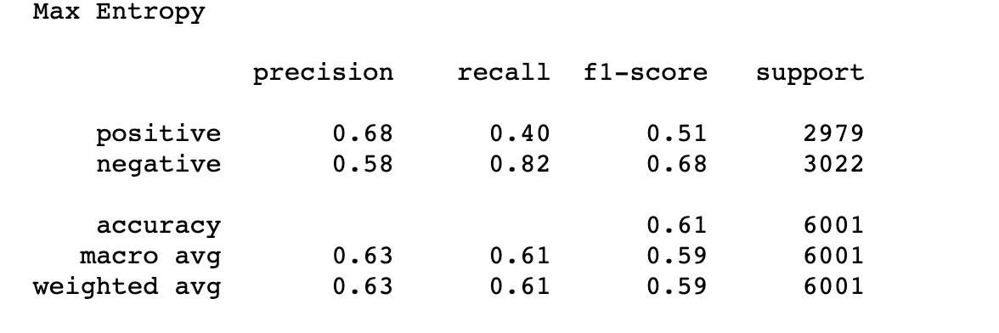 Max Entropy
precision recall f1-score support
positive 0.68 0.40 0.51 2979
negative 0.58 0.82 0.68 3022
accuracy 0.61 6001
macro avg 0.63 0.61 0.59 6001
weighted avg 0.63 0.61 0.59 6001